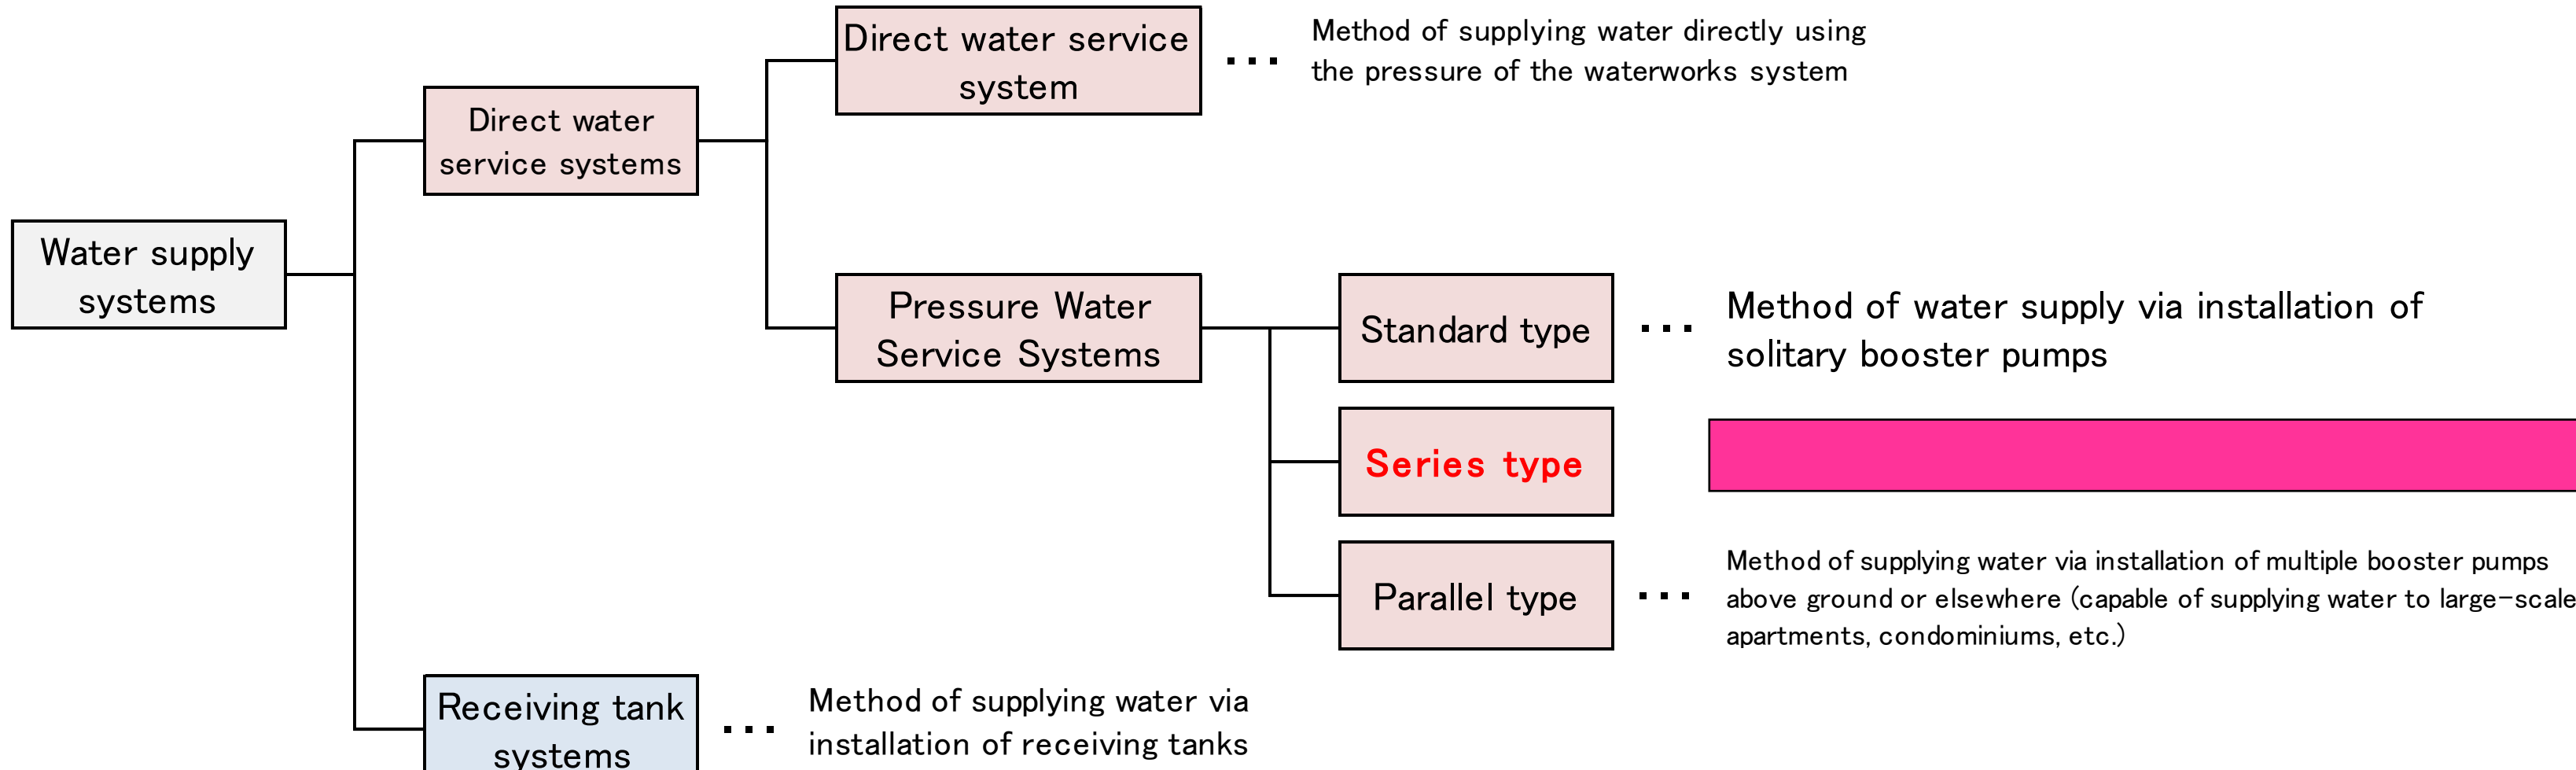 Direct water service
system
...
Method of supplying water directly using
the pressure of the waterworks system
Direct water
service systems
Water supply
systems
Pressure Water
Service Systems
Standard type
...
Method of water supply via installation of
solitary booster pumps
Series type
Parallel type
...
Method of supplying water via installation of multiple booster pumps
above ground or elsewhere (capable of supplying water to large-scale
apartments, condominiums, etc.)
Receiving tank
systems
...
Method of supplying water via
installation of receiving tanks